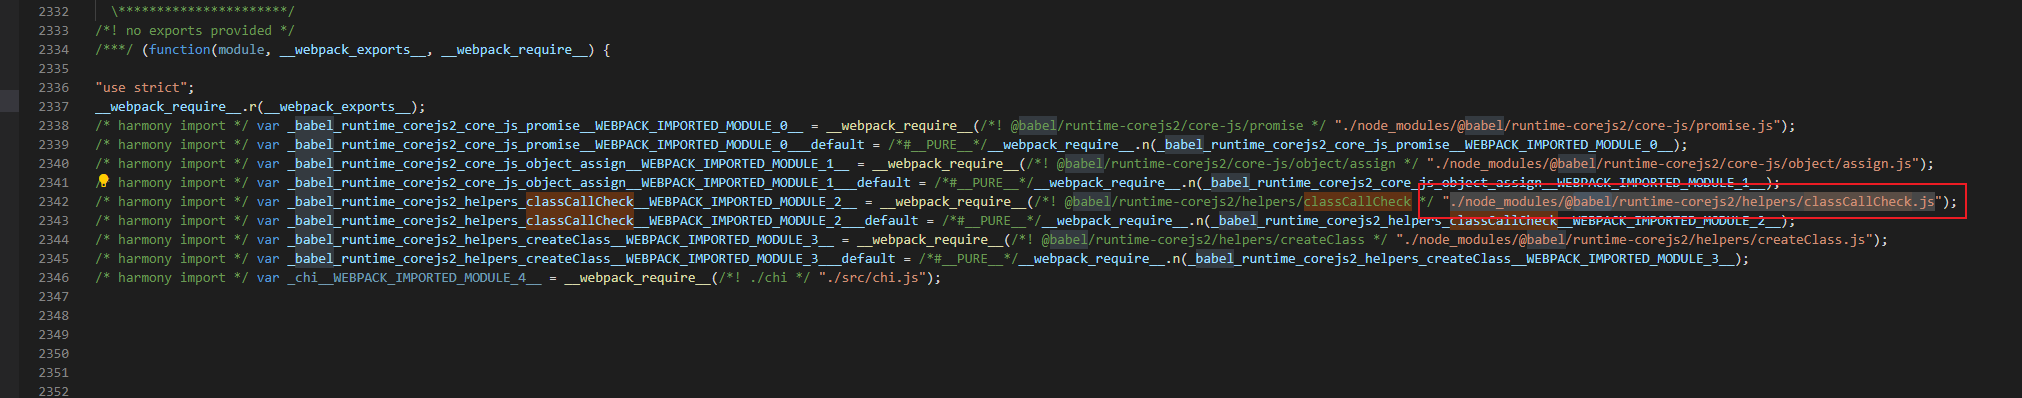 2332 \**********************/
2333 /*! no exports provided */
2334 /***/ (function(module, __webpack_exports__, __webpack_require__) {
2335
2336 "use strict";
2337 __webpack_require__.r(__webpack_exports__);
2338 /* harmony import */ var _babel_runtime_corejs2_core_js_promise__WEBPACK_IMPORTED_MODULE_0__ = __webpack_require__(/*! @babel/runtime-corejs2/core-js/promise */ "./node_modules/@babel/runtime-corejs2/core-js/promise.js");
2339 /* harmony import */ var _babel_runtime_corejs2_core_js_promise__WEBPACK_IMPORTED_MODULE_0___default = /*#__PURE__*/__webpack_require__.n(_babel_runtime_corejs2_core_js_promise__WEBPACK_IMPORTED_MODULE_0__);
2340 /* harmony import */ var _babel_runtime_corejs2_core_js_object_assign__WEBPACK_IMPORTED_MODULE_1__ = __webpack_require__(/*! @babel/runtime-corejs2/core-js/object/assign */ "./node_modules/@babel/runtime-corejs2/core-js/object/assign.js");
2341 /* harmony import */ var _babel_runtime_corejs2_core_js_object_assign__WEBPACK_IMPORTED_MODULE_1___default = /*#__PURE__*/__webpack_require__.n(_babel_runtime_corejs2_core_js_object_assign__WEBPACK_IMPORTED_MODULE_1__);
2342 /* harmony import */ var _babel_runtime_corejs2_helpers_classCallCheck__WEBPACK_IMPORTED_MODULE_2__ = __webpack_require__(/*! @babel/runtime-corejs2/helpers/classCallCheck */ "./node_modules/@babel/runtime-corejs2/helpers/classCallCheck.js");
2343 /* harmony import */ var _babel_runtime_corejs2_helpers_classCallCheck__WEBPACK_IMPORTED_MODULE_2___default = /*#__PURE__*/__webpack_require__.n(_babel_runtime_corejs2_helpers_classCallCheck__WEBPACK_IMPORTED_MODULE_2__);
2344 /* harmony import */ var _babel_runtime_corejs2_helpers_createClass__WEBPACK_IMPORTED_MODULE_3__ = __webpack_require__(/*! @babel/runtime-corejs2/helpers/createClass */ "./node_modules/@babel/runtime-corejs2/helpers/createClass.js");
2345 /* harmony import */ var _babel_runtime_corejs2_helpers_createClass__WEBPACK_IMPORTED_MODULE_3___default = /*#__PURE__*/__webpack_require__.n(_babel_runtime_corejs2_helpers_createClass__WEBPACK_IMPORTED_MODULE_3__);
2346 /* harmony import */ var _chi__WEBPACK_IMPORTED_MODULE_4__ = __webpack_require__(/*! ./chi */ "./src/chi.js");
2347
2348
2349
2350
2351
2352